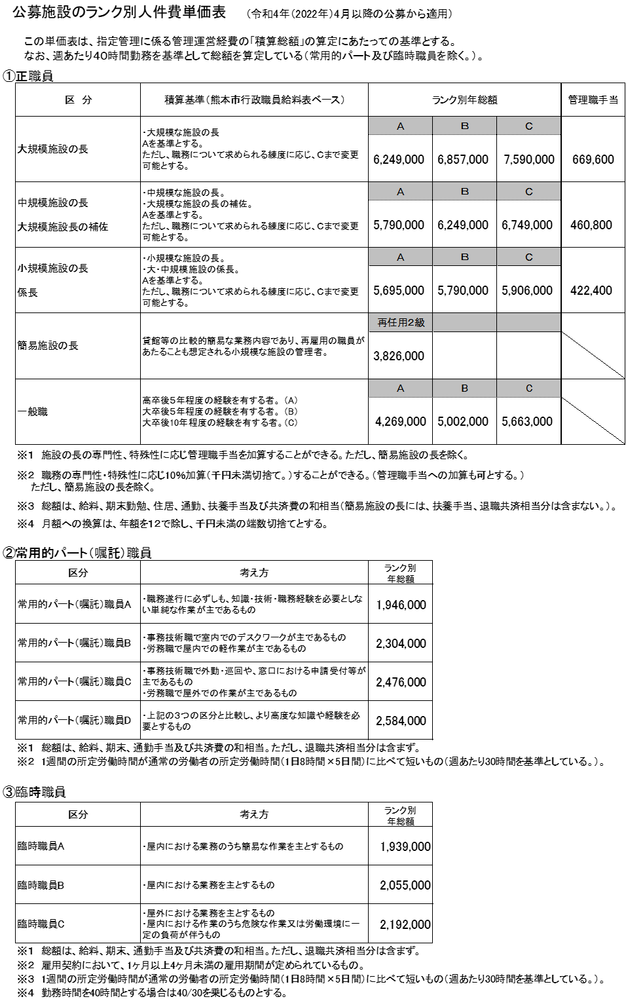 公募施設のランク別人件費単価表　（令和4年（2022年）4月以降の公募から適用）
この単価表は、指定管理に係る管理運営経費の「積算総額」の算定にあたっての基準とする。
なお、週あたり４０時間勤務を基準として総額を算定している（常用的パート及び臨時職員を除く。）。
①正職員
区　分　積算基準（熊本市行政職員給料表ベース）　ランク別年総額　管理職手当
大規模施設の長
・大規模な施設の長
Aを基準とする。
ただし、職務について求められる練度に応じ、Cまで変更
可能とする。
A　B　C
6,249,000　6,857,000　7,590,000　669,600
中規模施設の長
大規模施設長の補佐
・中規模な施設の長。
・大規模な施設の長の補佐。
Aを基準とする。
ただし、職務について求められる練度に応じ、Cまで変更
可能とする。
A　B　C
5,790,000　6,249,000　6,749,000　460,800
小規模施設の長
係長
・小規模な施設の長。
・大・中規模施設の係長。
Aを基準とする。
ただし、職務について求められる練度に応じ、Cまで変更
可能とする。
A　B　C
5,695,000　5,790,000　5,906,000　422,400
簡易施設の長
貸館等の比較的簡易な業務内容であり、再雇用の職員が
あたることも想定される小規模な施設の管理者。
再任用２級
3,826,000
一般職
高卒後５年程度の経験を有する者。（A）
大卒後５年程度の経験を有する者。（B）
大卒後10年程度の経験を有する者。（C）
A　B　C
4,269,000　5,002,000　5,663,000
※１　施設の長の専門性、特殊性に応じ管理職手当を加算することができる。ただし、簡易施設の長を除く。
※２　職務の専門性・特殊性に応じ10％加算（千円未満切捨て。）することができる。（管理職手当への加算も可とする。）
ただし、簡易施設の長を除く。
※３　総額は、給料、期末勤勉、住居、通勤、扶養手当及び共済費の和相当（簡易施設の長には、扶養手当、退職共済相当分は含まない。）。
※４　月額への換算は、年額を１２で除し、千円未満の端数切捨てとする。
②常用的パート（嘱託）職員
区分　考え方　ランク別
年総額
常用的パート（嘱託）職員A
・職務遂行に必ずしも、知識・技術・職務経験を必要としな
い単純な作業が主であるもの
1,946,000
常用的パート（嘱託）職員B
・事務技術職で室内でのデスクワークが主であるもの
・労務職で屋内での軽作業が主であるもの
2,304,000
常用的パート（嘱託）職員C
・事務技術職で外勤・巡回や、窓口における申請受付等が
主であるもの
・労務職で屋外での作業が主であるもの
2,476,000
常用的パート（嘱託）職員D
・上記の３つの区分と比較し、より高度な知識や経験を必
要とするもの
2,584,000
※１　総額は、給料、期末、通勤手当及び共済費の和相当。ただし、退職共済相当分は含まず。
※２　１週間の所定労働時間が通常の労働者の所定労働時間（1日8時間×5日間）に比べて短いもの（週あたり30時間を基準としている。）。
③臨時職員
区分　考え方　ランク別
年総額
臨時職員A
・屋内における業務のうち簡易な作業を主とするもの
1,939,000
臨時職員B
・屋内における業務を主とするもの
2,055,000
臨時職員C
・屋外における業務を主とするもの
・屋内における作業のうち危険な作業又は労働環境に一
定の負荷が伴うもの
2,192,000
※１　総額は、給料、期末、通勤手当及び共済費の和相当。ただし、退職共済相当分は含まず。
※２　雇用契約において、１ヶ月以上4ヶ月未満の雇用期間が定められているもの。
※３　１週間の所定労働時間が通常の労働者の所定労働時間（1日8時間×5日間）に比べて短いもの（週あたり30時間を基準としている。）。
※４　勤務時間を40時間とする場合は40/30を乗じるものとする。